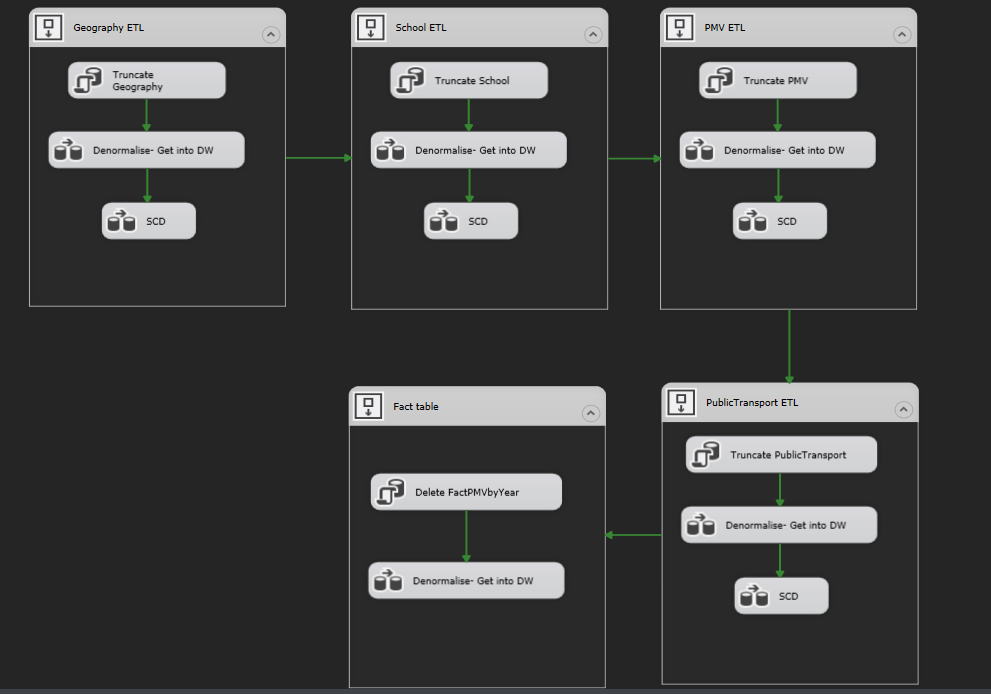 Geography ETL
Truncate
Geography
Denormalise- Get into DW
SCD
School ETL
Truncate School
Denormalise- Get into DW
SCD
PMV ETL
Truncate PMV
Denormalise- Get into DW
SCD
PublicTransport ETL
Truncate PublicTransport
Denormalise- Get into DW
SCD
Fact table
Delete FactPMVbyYear
Denormalise- Get into DW